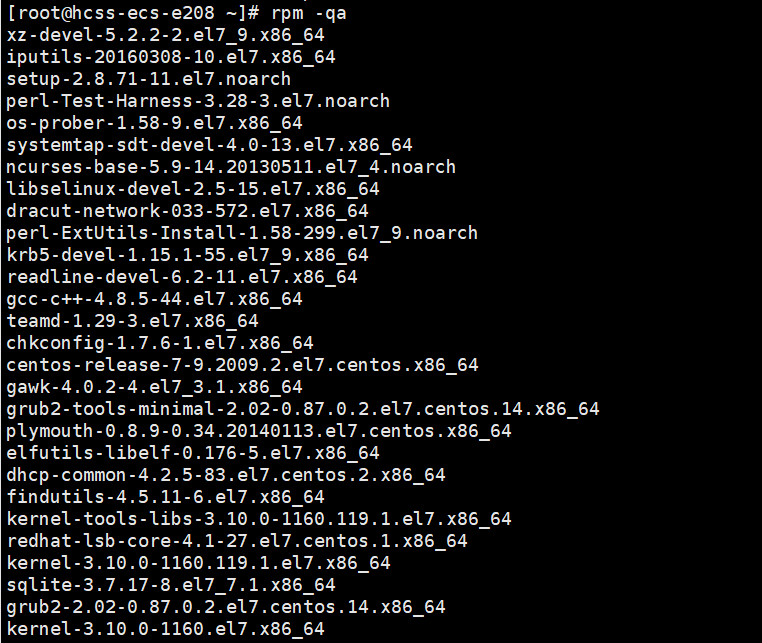 [root@hcss-ecs-e208 ~]# rpm -qa
xz-devel-5.2.2-2.el7_9.x86_64
iputils-20160308-10.el7.x86_64
setup-2.8.71-11.el7.noarch
perl-Test-Harness-3.28-3.el7.noarch
os-prober-1.58-9.el7.x86_64
systemtap-sdt-devel-4.0-13.el7.x86_64
ncurses-base-5.9-14.20130511.el7_4.noarch
libselinux-devel-2.5-15.el7.x86_64
dracut-network-033-572.el7.x86_64
perl-ExtUtils-Install-1.58-299.el7_9.noarch
krb5-devel-1.15.1-55.el7_9.x86_64
readline-devel-6.2-11.el7.x86_64
gcc-c++-4.8.5-44.el7.x86_64
teamd-1.29-3.el7.x86_64
chkconfig-1.7.6-1.el7.x86_64
centos-release-7-9.2009.2.el7.centos.x86_64
gawk-4.0.2-4.el7_3.1.x86_64
grub2-tools-minimal-2.02-0.87.0.2.el7.centos.14.x86_64
plymouth-0.8.9-0.34.20140113.el7.centos.x86_64
elfutils-libelf-0.176-5.el7.x86_64
dhcp-common-4.2.5-83.el7.centos.2.x86_64
findutils-4.5.11-6.el7.x86_64
kernel-tools-libs-3.10.0-1160.119.1.el7.x86_64
redhat-lsb-core-4.1-27.el7.centos.1.x86_64
kernel-3.10.0-1160.119.1.el7.x86_64
sqlite-3.7.17-8.el7_7.1.x86_64
grub2-2.02-0.87.0.2.el7.centos.14.x86_64
kernel-3.10.0-1160.el7.x86_64